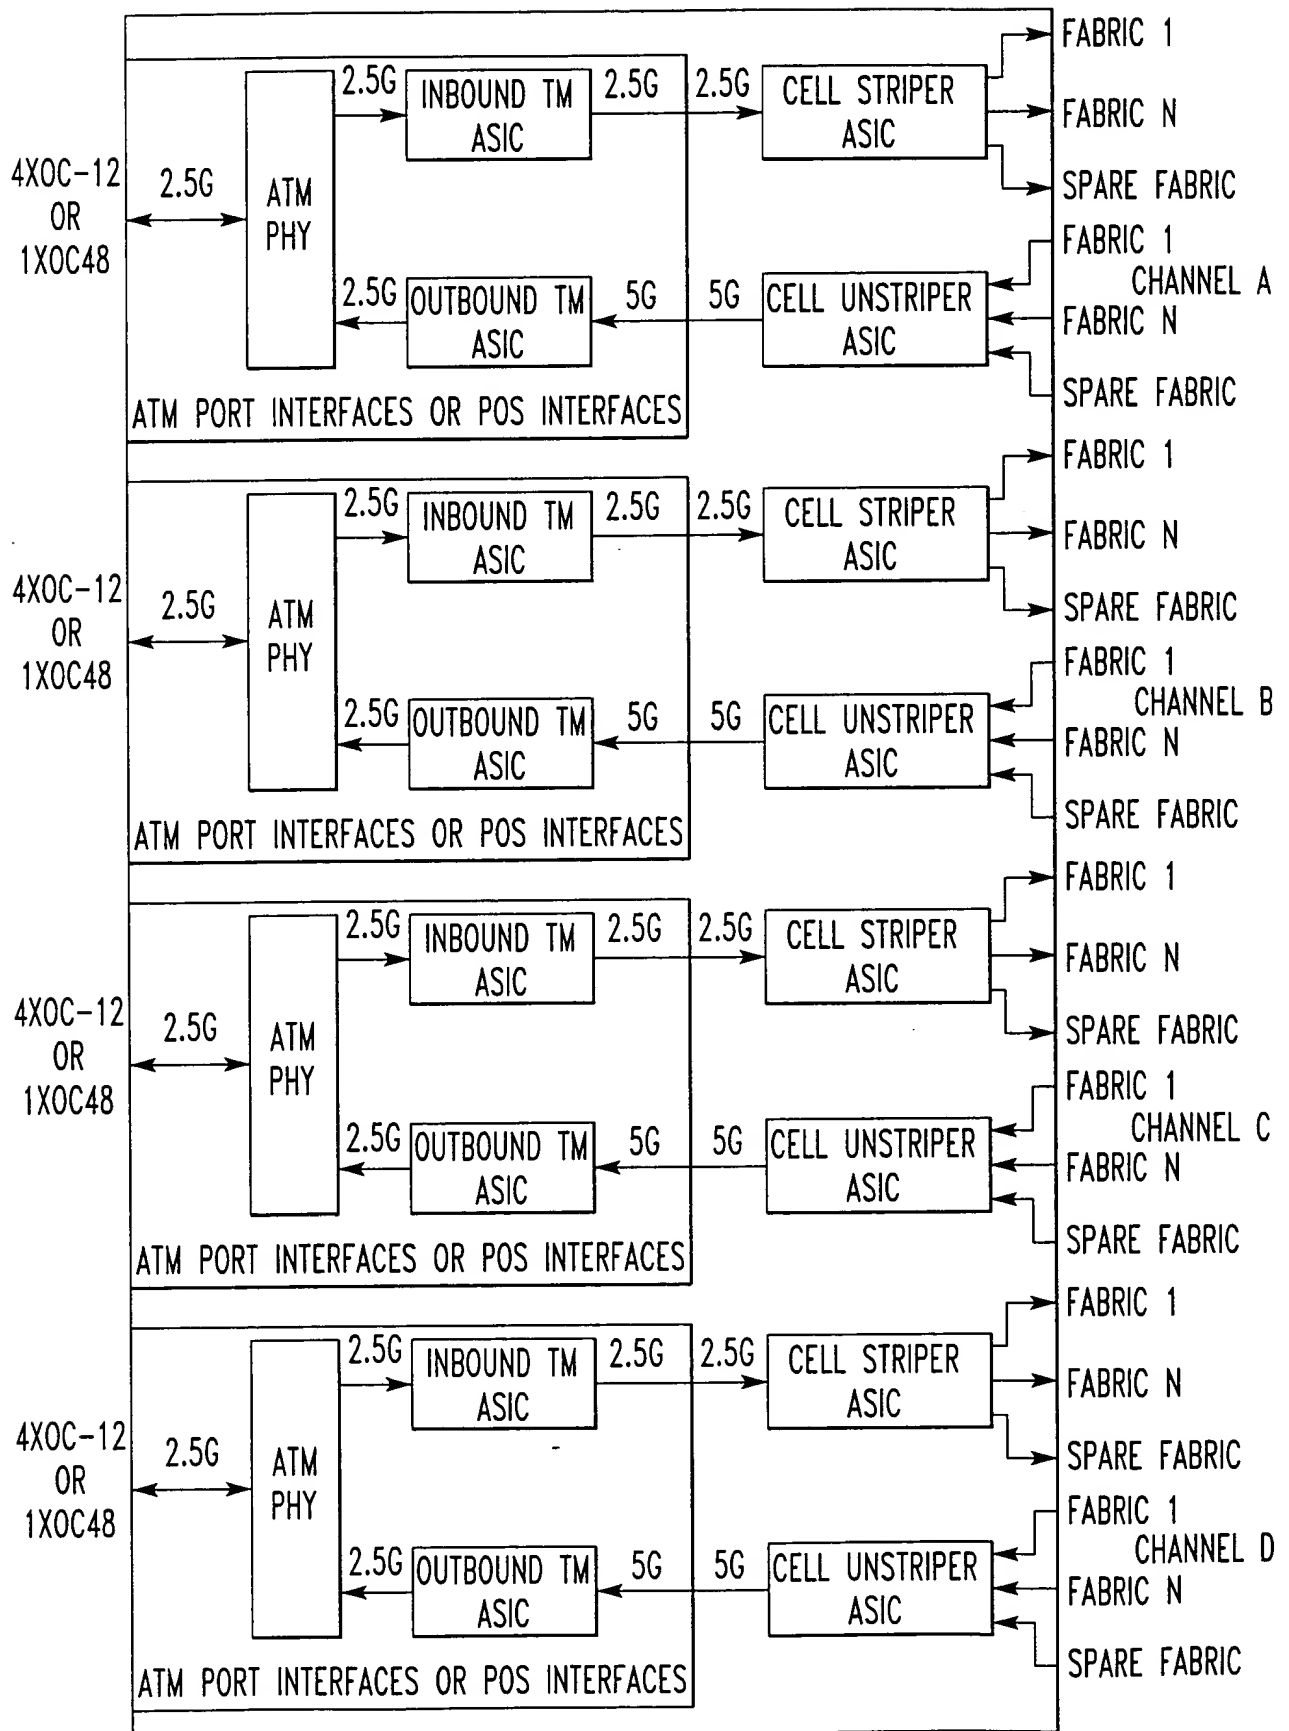 FABRIC 1
2.5G
INBOUND TM
ASIC
2.5G
2.5G
CELL STRIPER
ASIC
FABRIC N
4XOC-12
OR
1XOC48
2.5G
ATM
PHY
SPARE FABRIC
FABRIC 1
CHANNEL A
2.5G
OUTBOUND TM
ASIC
5G
5G
CELL UNSTRIPER
ASIC
FABRIC N
SPARE FABRIC
ATM PORT INTERFACES OR POS INTERFACES
FABRIC 1
2.5G
INBOUND TM
ASIC
2.5G
2.5G
CELL STRIPER
ASIC
FABRIC N
4XOC-12
OR
1XOC48
2.5G
ATM
PHY
SPARE FABRIC
FABRIC 1
CHANNEL B
2.5G
OUTBOUND TM
ASIC
5G
5G
CELL UNSTRIPER
ASIC
FABRIC N
SPARE FABRIC
ATM PORT INTERFACES OR POS INTERFACES
FABRIC 1
2.5G
INBOUND TM
ASIC
2.5G
2.5G
CELL STRIPER
ASIC
FABRIC N
4XOC-12
OR
1XOC48
2.5G
ATM
PHY
SPARE FABRIC
FABRIC 1
CHANNEL C
2.5G
OUTBOUND TM
ASIC
5G
5G
CELL UNSTRIPER
ASIC
FABRIC N
SPARE FABRIC
ATM PORT INTERFACES OR POS INTERFACES
FABRIC 1
2.5G
INBOUND TM
ASIC
2.5G
2.5G
CELL STRIPER
ASIC
FABRIC N
4XOC-12
OR
1XOC48
2.5G
ATM
PHY
SPARE FABRIC
FABRIC 1
CHANNEL D
2.5G
OUTBOUND TM
ASIC
5G
5G
CELL UNSTRIPER
ASIC
FABRIC N
SPARE FABRIC
ATM PORT INTERFACES OR POS INTERFACES